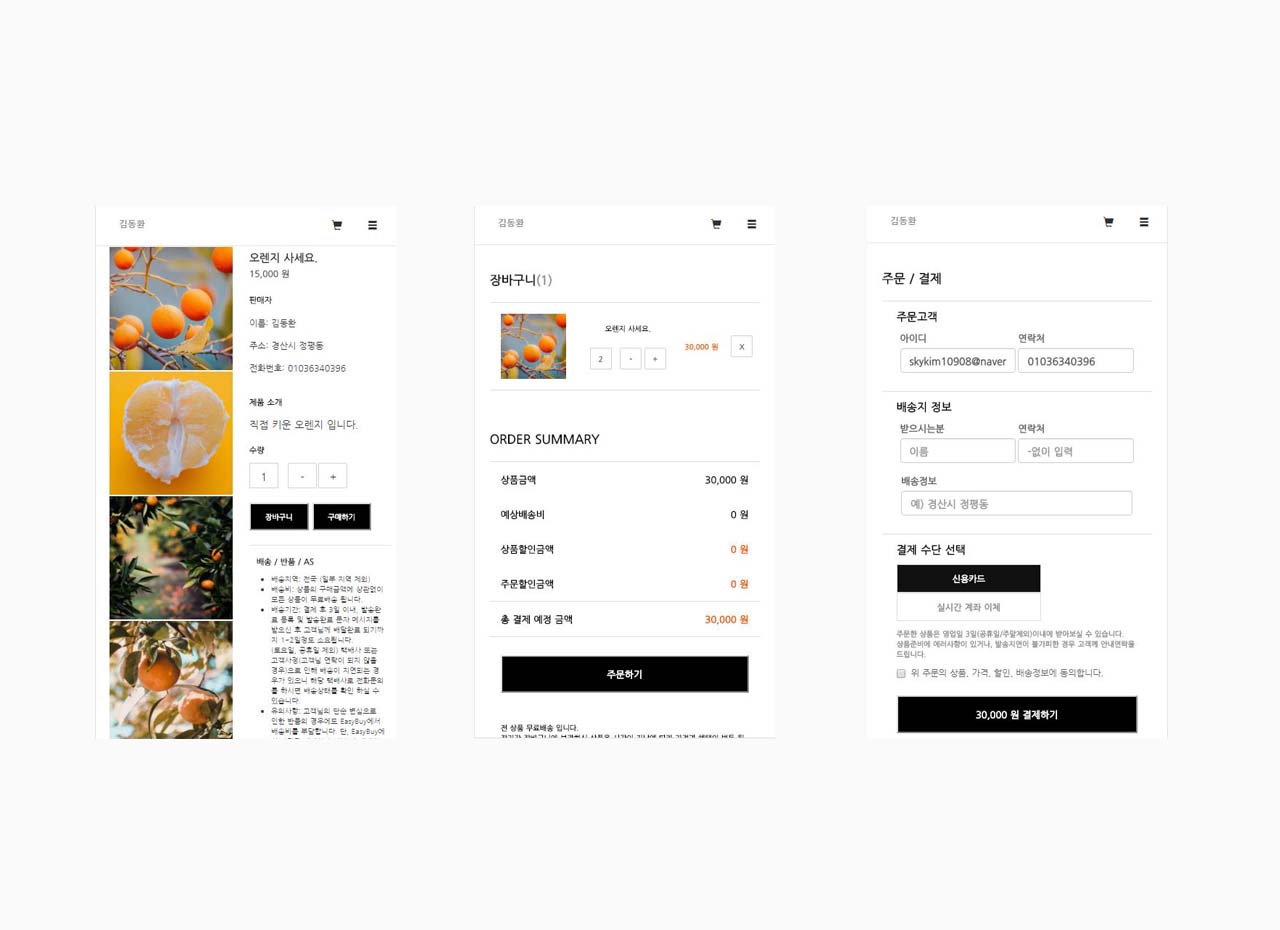 김동환
오렌지 사세요.
15,000 원
판매자
이름: 김동환
주소: 경산시 정평동
전화번호: 01036340396
제품 소개
직접 키운 오렌지 입니다.
수량
1 - +
장바구니 구매하기
배송 / 반품 / AS
배송지역: 전국 (일부 지역 제외)
배송비: 상품의 구매금액에 상관없이
모든 상품이 무료배송 됩니다.
배송기간: 결제 후 3일 이내, 발송완
료 등록 및 발송완료 문자 메시지를
받으신 후 고객님께 배달완료 되기까
지 1~2일정도 소요됩니다.
(토요일, 공휴일 제외) 택배사 또는
고객사정(고객님 연락이 되지 않을
경우)으로 인해 배송이 지연되는 경
우가 있으니 해당 택배사로 전화문의
를 하시면 배송상태를 확인 하실 수
있습니다.
유의사항: 고객님의 단순 변심으로
인한 반품의 경우에도 EasyBuy에서
배송비를 부담합니다. 단, EasyBuy에
김동환
장바구니(1)
오렌지 사세요.
2 - +
30,000 원
X
ORDER SUMMARY
상품금액 30,000 원
예상배송비 0 원
상품할인금액 0 원
주문할인금액 0 원
총 결제 예정 금액 30,000 원
주문하기
전 상품 무료배송 입니다.
김동환
주문 / 결제
주문고객
아이디 연락처
skykim10908@naver 01036340396
배송지 정보
받으시는분 연락처
이름 -없이 입력
배송정보
예) 경산시 정평동
결제 수단 선택
신용카드
실시간 계좌 이체
주문한 상품은 영업일 3일(공휴일/주말제외)이내에 받아보실 수 있습니다.
상품준비에 여러사항이 있거나, 발송지연이 불가피한 경우 고객께 안내연락을
드립니다.
위 주문의 상품, 가격, 할인, 배송정보에 동의합니다.
30,000 원 결제하기